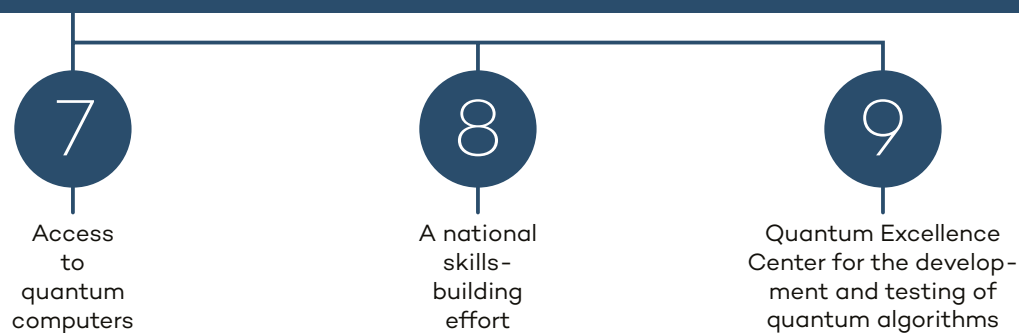 7
Access
to
quantum
computers
8
A national
skills-
building
effort
9
Quantum Excellence
Center for the develop-
ment and testing of
quantum algorithms